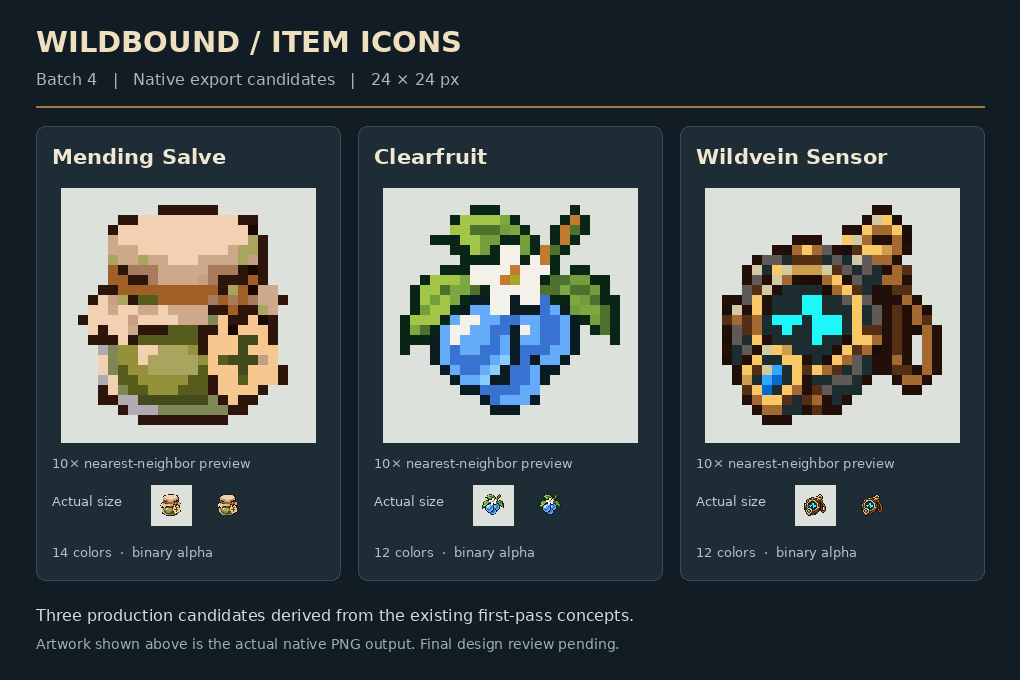 WILDBOUND / ITEM ICONS
Batch 4 | Native export candidates | 24 × 24 px
Mending Salve
Clearfruit
Wildvein Sensor
10× nearest-neighbor preview
10× nearest-neighbor preview
10× nearest-neighbor preview
Actual size
Actual size
Actual size
14 colors · binary alpha
12 colors · binary alpha
12 colors · binary alpha
Three production candidates derived from the existing first-pass concepts.
Artwork shown above is the actual native PNG output. Final design review pending.